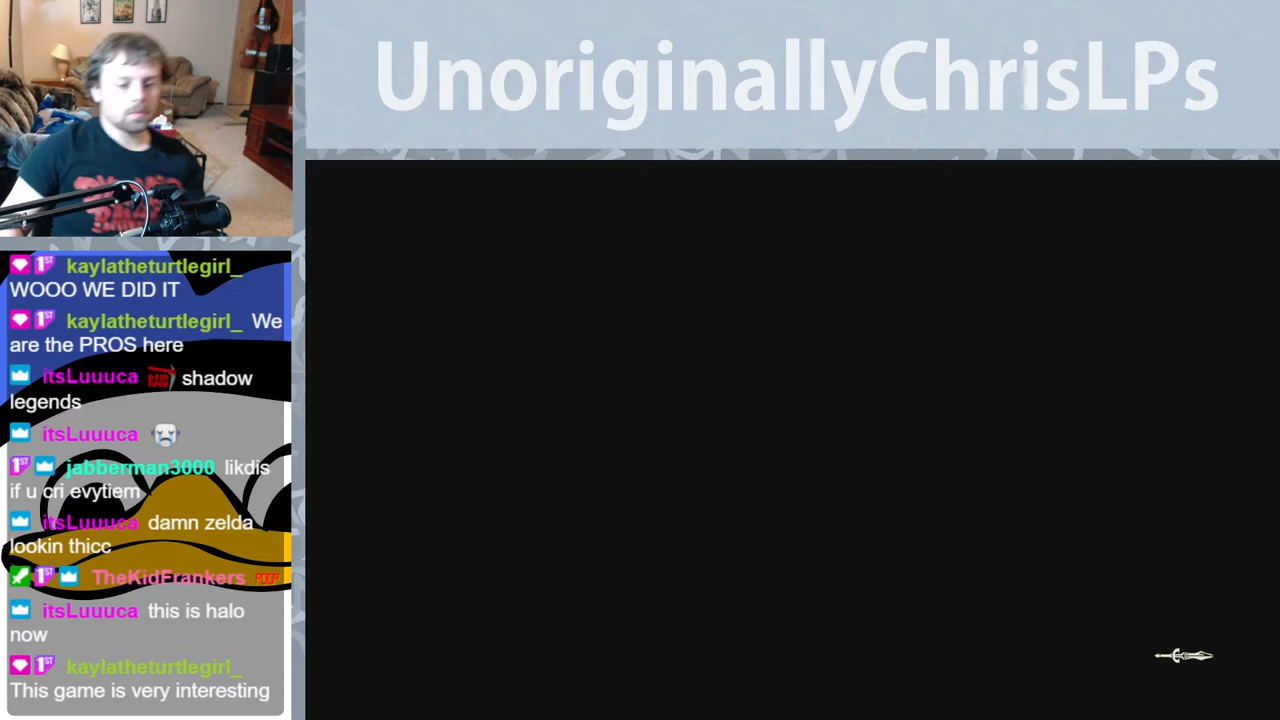 UnoriginallyChrisLPs
kaylatheturtlegirl_
WOOO WE DID IT
kaylatheturtlegirl_ We
are the PROS here
itsLuuuca RAID shadow
legends
itsLuuuca
jabberman3000 likdis
if u cri evytiem
itsLuuuca damn zelda
lookin thicc
TheKidFrankers POOP
itsLuuuca this is halo
now
kaylatheturtlegirl_
This game is very interesting